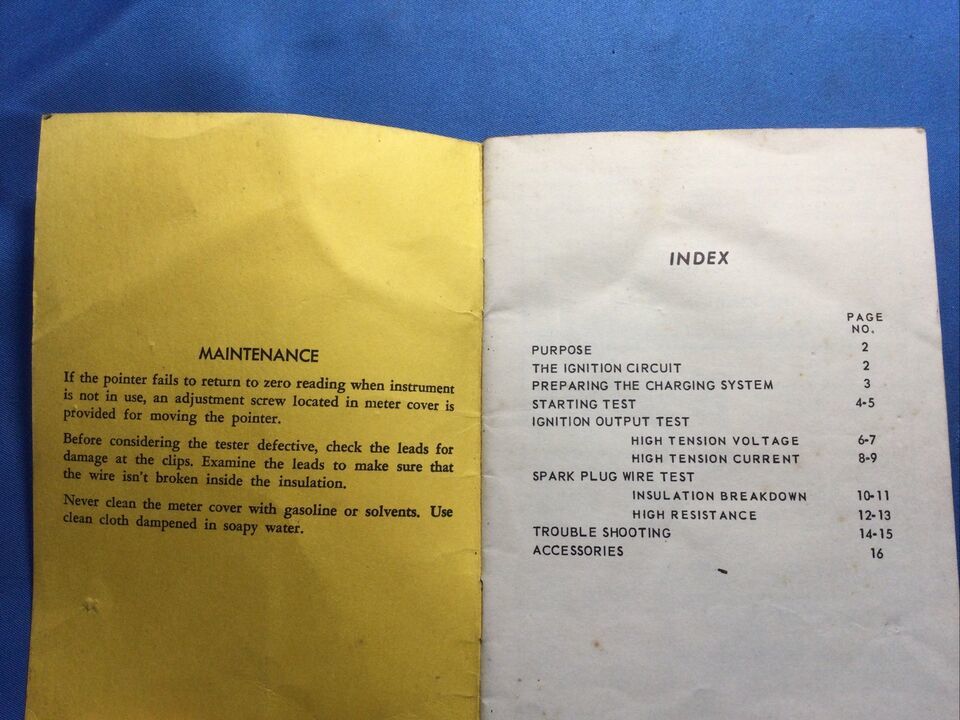 MAINTENANCE
If the pointer fails to return to zero reading when instrument
is not in use, an adjustment screw located in meter cover is
provided for moving the pointer.
Before considering the tester defective, check the leads for
damage at the clips. Examine the leads to make sure that
the wire isn't broken inside the insulation.
Never clean the meter cover with gasoline or solvents. Use
clean cloth dampened in soapy water.
INDEX
PAGE
NO.
PURPOSE 2
THE IGNITION CIRCUIT 2
PREPARING THE CHARGING SYSTEM 3
STARTING TEST 4-5
IGNITION OUTPUT TEST
HIGH TENSION VOLTAGE 6-7
HIGH TENSION CURRENT 8-9
SPARK PLUG WIRE TEST
INSULATION BREAKDOWN 10-11
HIGH RESISTANCE 12-13
TROUBLE SHOOTING 14-15
ACCESSORIES 16